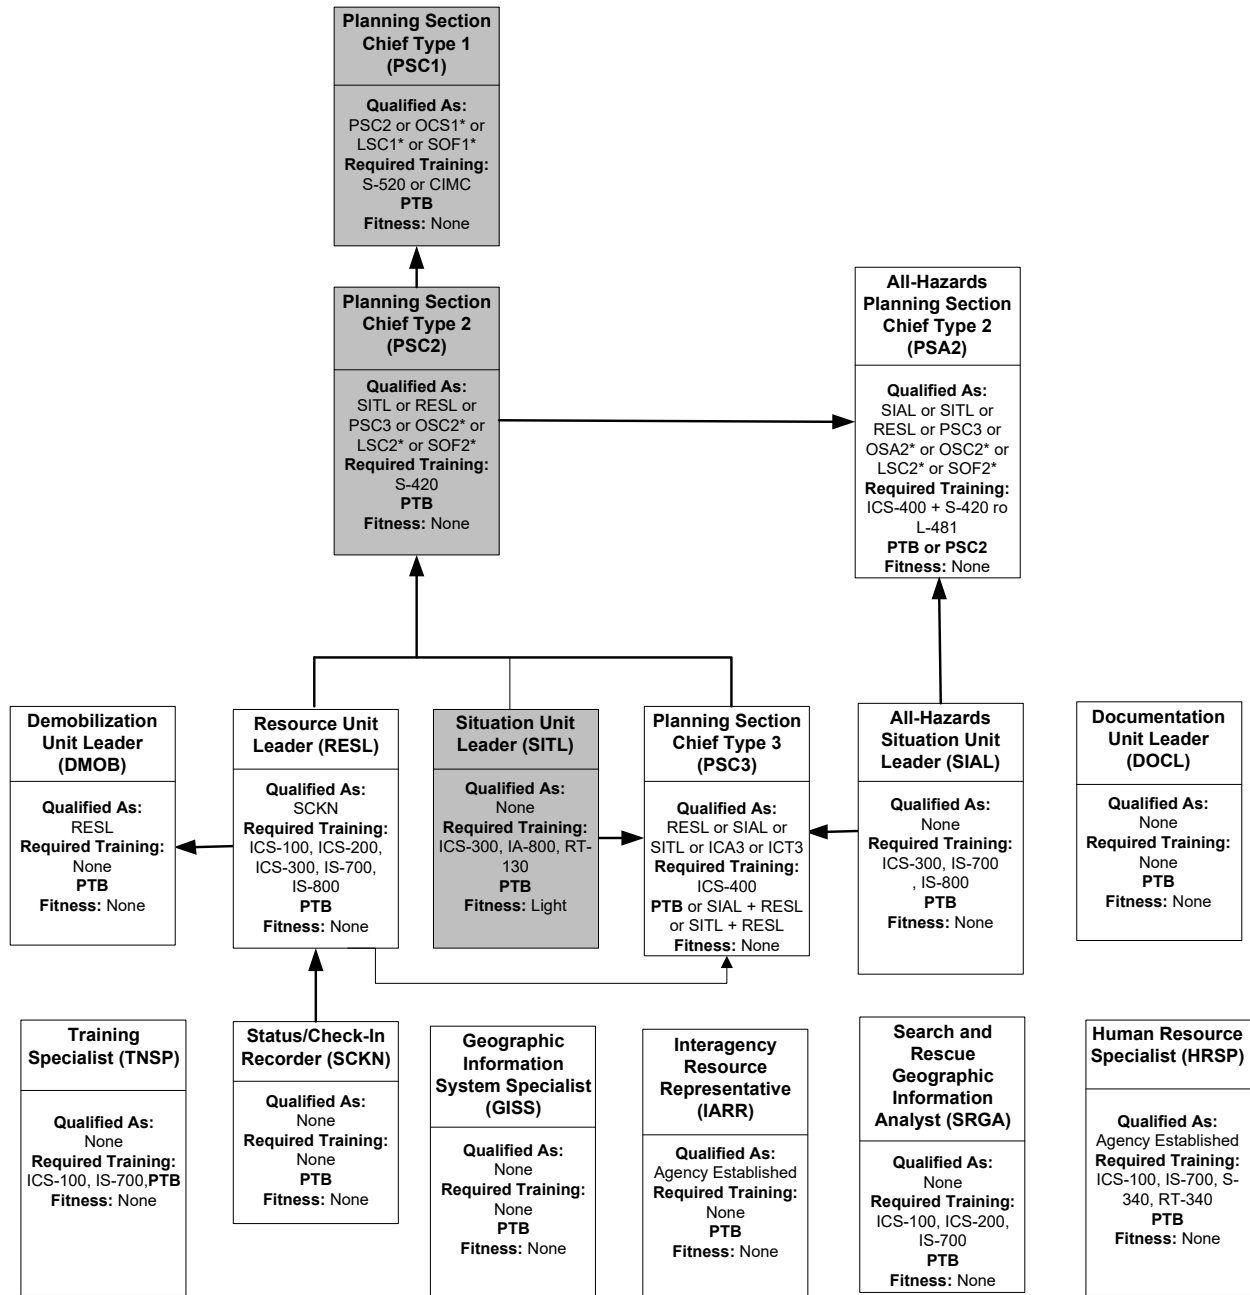 Planning Section
Chief Type 1
(PSC1)
Qualified As:
PSC2 or OCS1* or
LSC1* or SOF1*
Required Training:
S-520 or CIMC
PTB
Fitness: None
Planning Section
Chief Type 2
(PSC2)
Qualified As:
SITL or RESL or
PSC3 or OSC2* or
LSC2* or SOF2*
Required Training:
S-420
PTB
Fitness: None
All-Hazards
Planning Section
Chief Type 2
(PSA2)
Qualified As:
SIAL or SITL or
RESL or PSC3 or
OSA2* or OSC2* or
LSC2* or SOF2*
Required Training:
ICS-400 + S-420 ro
L-481
PTB or PSC2
Fitness: None
Demobilization
Unit Leader
(DMOB)
Qualified As:
RESL
Required Training:
None
PTB
Fitness: None
Resource Unit
Leader (RESL)
Qualified As:
SCKN
Required Training:
ICS-100, ICS-200,
ICS-300, IS-700,
IS-800
PTB
Fitness: None
Situation Unit
Leader (SITL)
Qualified As:
None
Required Training:
ICS-300, IA-800, RT-
130
PTB
Fitness: Light
Planning Section
Chief Type 3
(PSC3)
Qualified As:
RESL or SIAL or
SITL or ICA3 or ICT3
Required Training:
ICS-400
PTB or SIAL + RESL
or SITL + RESL
Fitness: None
All-Hazards
Situation Unit
Leader (SIAL)
Qualified As:
None
Required Training:
ICS-300, IS-700
, IS-800
PTB
Fitness: None
Documentation
Unit Leader
(DOCL)
Qualified As:
None
Required Training:
None
PTB
Fitness: None
Training
Specialist (TNSP)
Qualified As:
None
Required Training:
ICS-100, IS-700,PTB
Fitness: None
Status/Check-In
Recorder (SCKN)
Qualified As:
None
Required Training:
None
PTB
Fitness: None
Geographic
Information
System Specialist
(GISS)
Qualified As:
None
Required Training:
None
PTB
Fitness: None
Interagency
Resource
Representative
(IARR)
Qualified As:
Agency Established
Required Training:
None
PTB
Fitness: None
Search and
Rescue
Geographic
Information
Analyst (SRGA)
Qualified As:
None
Required Training:
ICS-100, ICS-200,
IS-700
PTB
Fitness: None
Human Resource
Specialist (HRSP)
Qualified As:
Agency Established
Required Training:
ICS-100, IS-700, S-
340, RT-340
PTB
Fitness: None